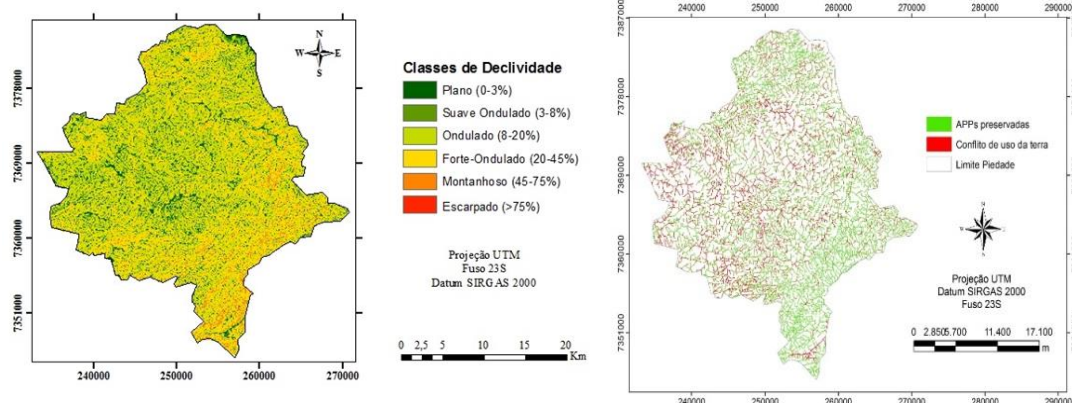 N
W E
S
7378000
7369000
7360000
7351000
240000 250000 260000 270000
Classes de Declividade
Plano (0-3%)
Suave Ondulado (3-8%)
Ondulado (8-20%)
Forte-Ondulado (20-45%)
Montanhoso (45-75%)
Escarpado (>75%)
Projeção UTM
Fuso 23S
Datum SIRGAS 2000
0 2,5 5 10 15 20
Km
240000 250000 260000 270000 280000 290000
7387000
7378000
7369000
7360000
7351000
APPs preservadas
Conflito de uso da terra
Limite Piedade
N
W
S
Projeção UTM
Datum SIRGAS 2000
Fuso 23S
0 2.8505.700 11.400 17.100
m
240000 250000 260000 270000 280000 290000